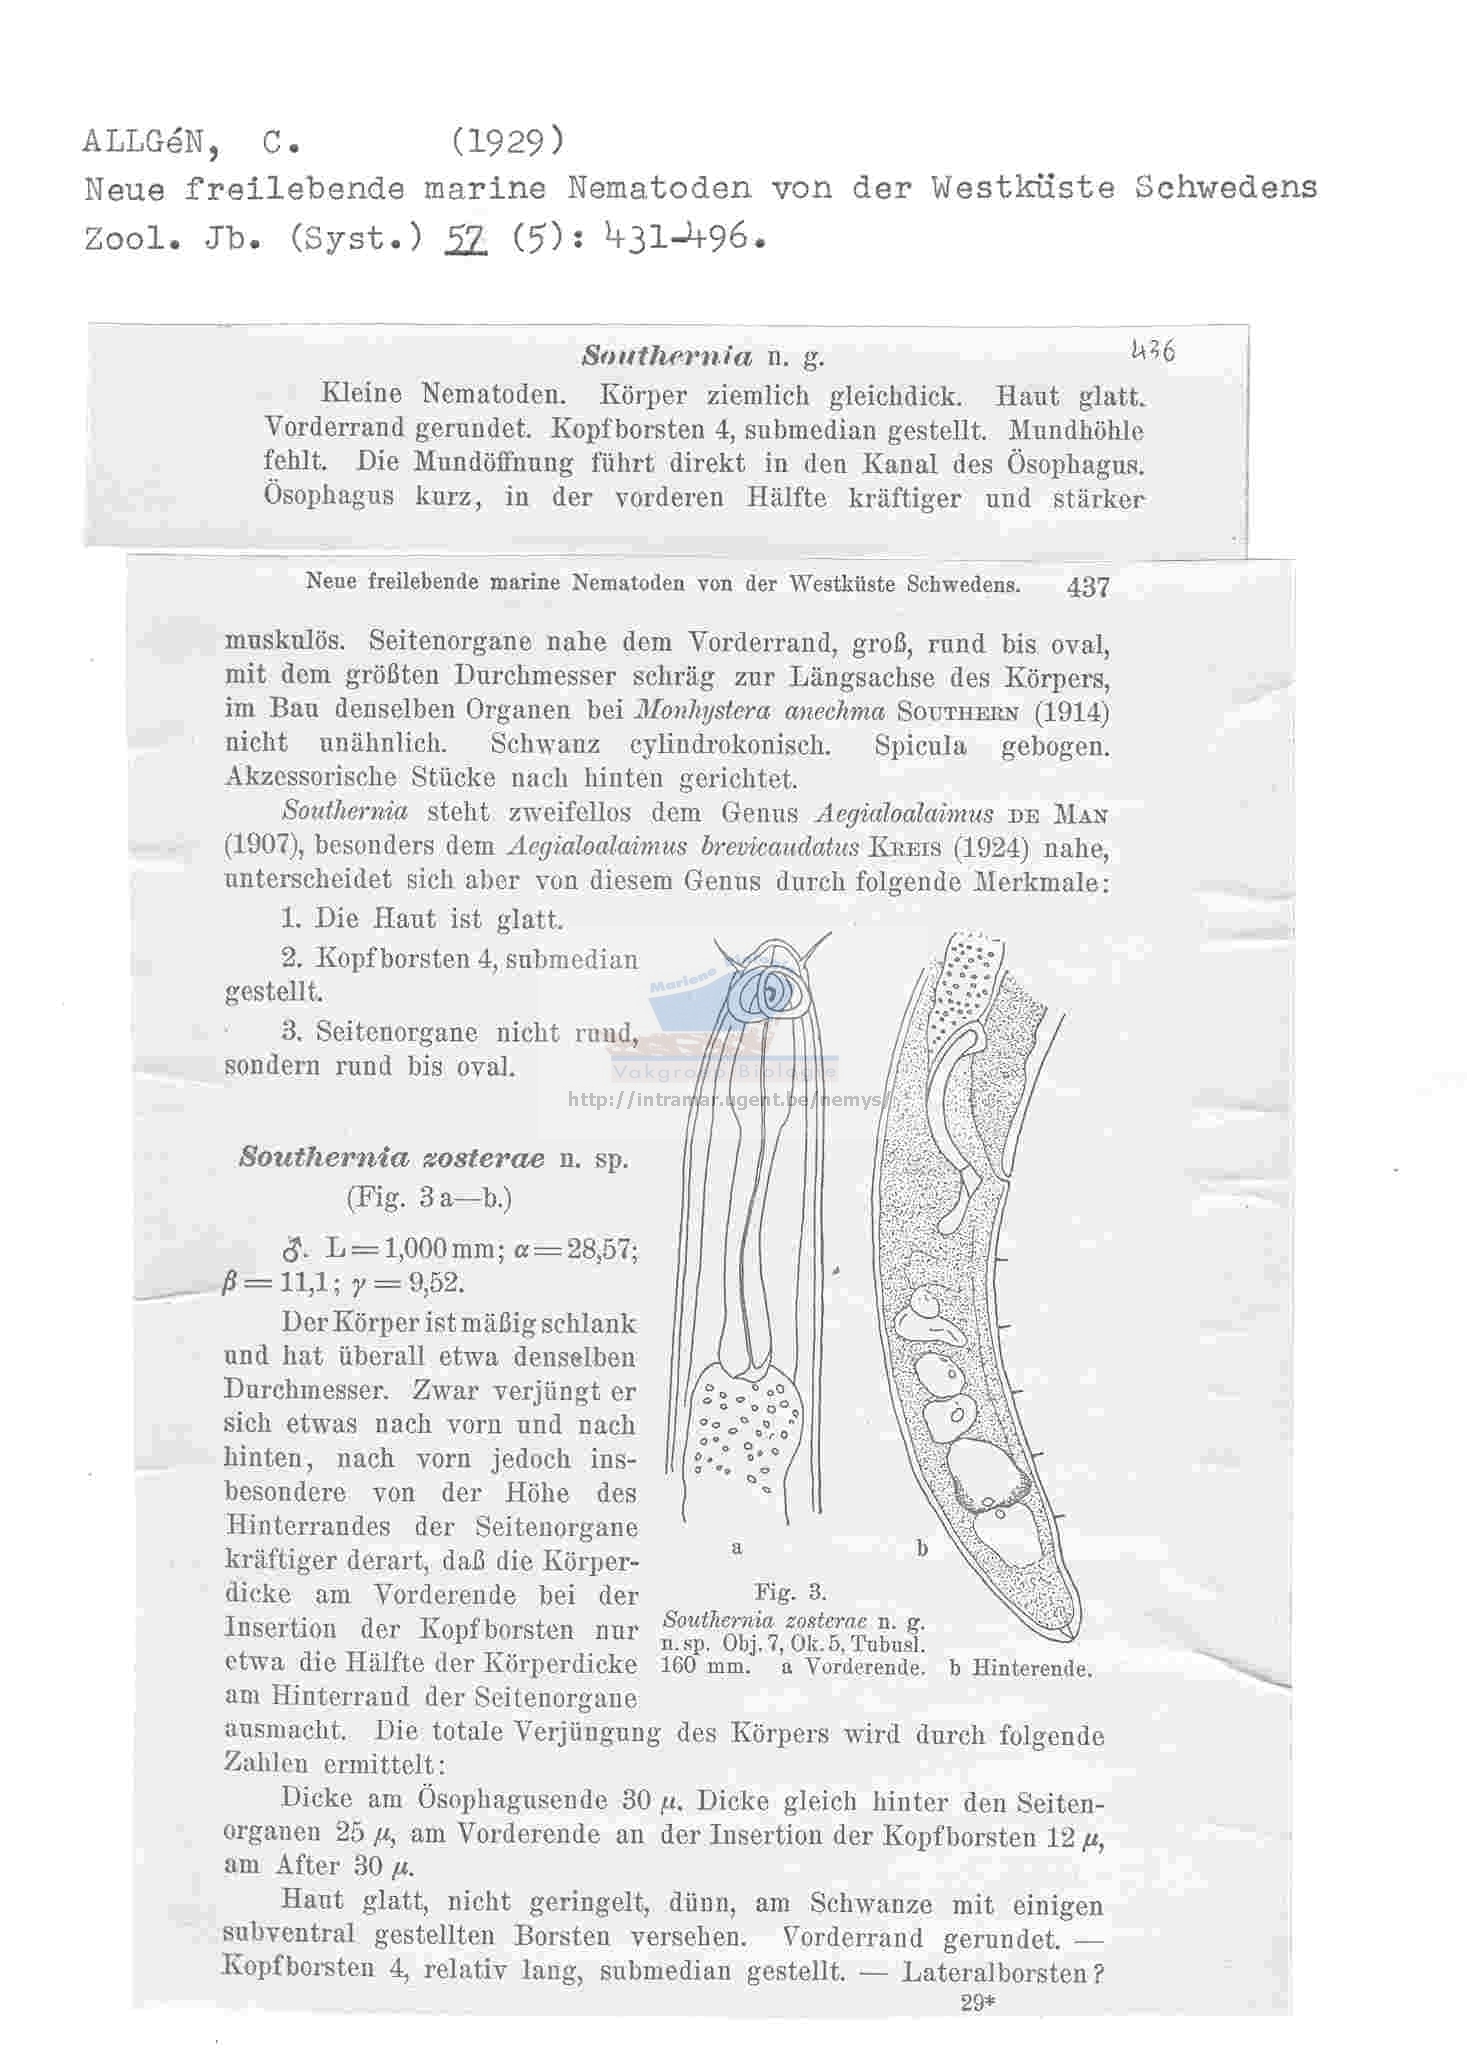 ALLGéN, C. (1929)
Neue freilebende marine Nematoden von der Westküste Schwedens
Zool. Jb. (Syst.) 57 (5): 431-496.
Southernia n. g.
436
Kleine Nematoden. Körper ziemlich gleichdick. Haut glatt.
Vorderrand gerundet. Kopfborsten 4, submedian gestellt. Mundhöhle
fehlt. Die Mundöffnung führt direkt in den Kanal des Ösophagus.
Ösophagus kurz, in der vorderen Hälfte kräftiger und stärker
Neue freilebende marine Nematoden von der Westküste Schwedens. 437
muskulös. Seitenorgane nahe dem Vorderrand, groß, rund bis oval,
mit dem größten Durchmesser schräg zur Längsachse des Körpers,
im Bau denselben Organen bei Monhystera anechma SOUTHERN (1914)
nicht unähnlich. Schwanz cylindrokonisch. Spicula gebogen.
Akzessorische Stücke nach hinten gerichtet.
Southernia steht zweifellos dem Genus Aegialoalaimus DE MAN
(1907), besonders dem Aegialoalaimus brevicaudatus KREIS (1924) nahe,
unterscheidet sich aber von diesem Genus durch folgende Merkmale:
1. Die Haut ist glatt.
2. Kopfborsten 4, submedian
gestellt.
3. Seitenorgane nicht rund,
sondern rund bis oval.
Southernia zosterae n. sp.
(Fig. 3 a—b.)
♂. L = 1,000 mm; α = 28,57;
β = 11,1; γ = 9,52.
Der Körper ist mäßig schlank
und hat überall etwa denselben
Durchmesser. Zwar verjüngt er
sich etwas nach vorn und nach
hinten, nach vorn jedoch ins-
besondere von der Höhe des
Hinterrandes der Seitenorgane
kräftiger derart, daß die Körper-
dicke am Vorderende bei der
Insertion der Kopfborsten nur
etwa die Hälfte der Körperdicke
am Hinterrand der Seitenorgane
Mariene Biologie
Vakgroep Biologie
http://intramar.ugent.be/nemys/
a
b
Fig. 3.
Southernia zosterae n. g.
n. sp. Obj. 7, Ok. 5, Tubusl.
160 mm. a Vorderende. b Hinterende.
ausmacht. Die totale Verjüngung des Körpers wird durch folgende
Zahlen ermittelt:
Dicke am Ösophagusende 30 μ. Dicke gleich hinter den Seiten-
organen 25 μ, am Vorderende an der Insertion der Kopfborsten 12 μ,
am After 30 μ.
Haut glatt, nicht geringelt, dünn, am Schwanze mit einigen
subventral gestellten Borsten versehen. Vorderrand gerundet. —
Kopfborsten 4, relativ lang, submedian gestellt. — Lateralborsten?
29*